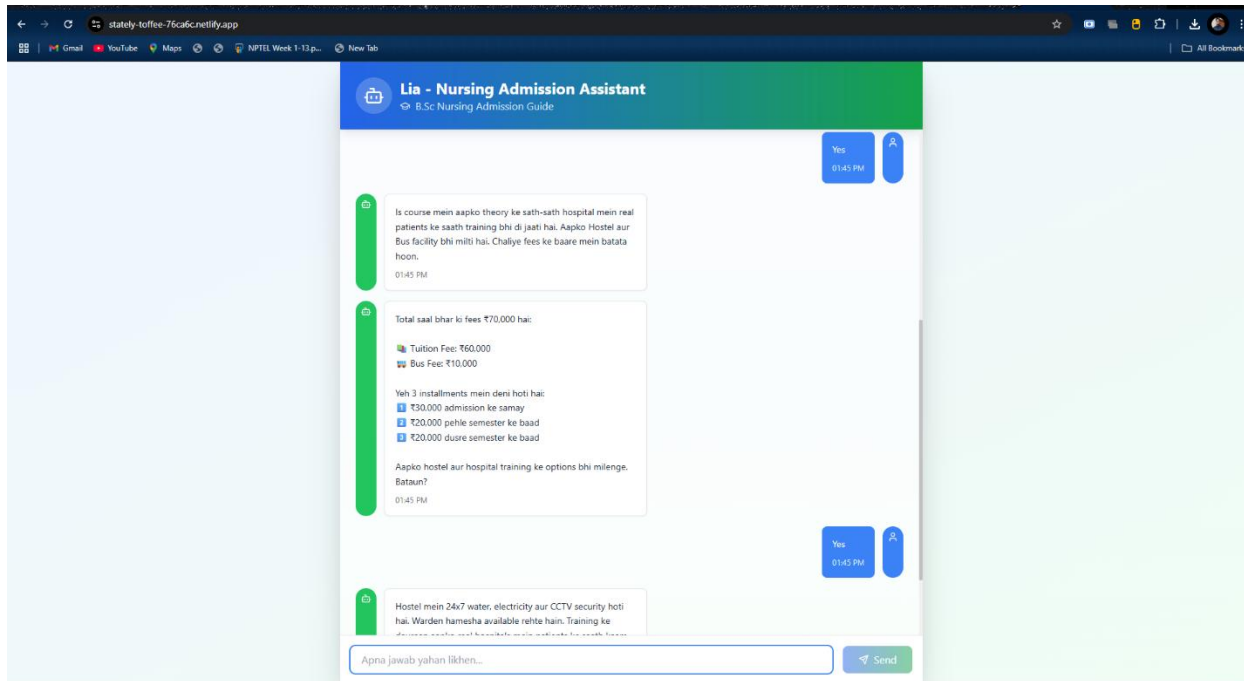 stately-toffee-76ca6c.netlify.app
Gmail YouTube Maps NPTEL Week 1-13.p... New Tab All Bookmark
Lia - Nursing Admission Assistant
B.Sc Nursing Admission Guide
Yes
01:45 PM
Is course mein aapko theory ke sath-sath hospital mein real
patients ke saath training bhi di jaati hai. Aapko Hostel aur
Bus facility bhi milti hai. Chaliye fees ke baare mein batata
hoon.
01:45 PM
Total saal bhar ki fees ₹70,000 hai:
Tuition Fee: ₹60,000
Bus Fee: ₹10,000
Yeh 3 installments mein deni hoti hai:
1 ₹30,000 admission ke samay
2 ₹20,000 pehle semester ke baad
3 ₹20,000 dusre semester ke baad
Aapko hostel aur hospital training ke options bhi milenge.
Bataun?
01:45 PM
Yes
01:45 PM
Hostel mein 24x7 water, electricity aur CCTV security hoti
hai. Warden hamesha available rehte hain. Training ke
Apna jawab yahan likhen...
Send